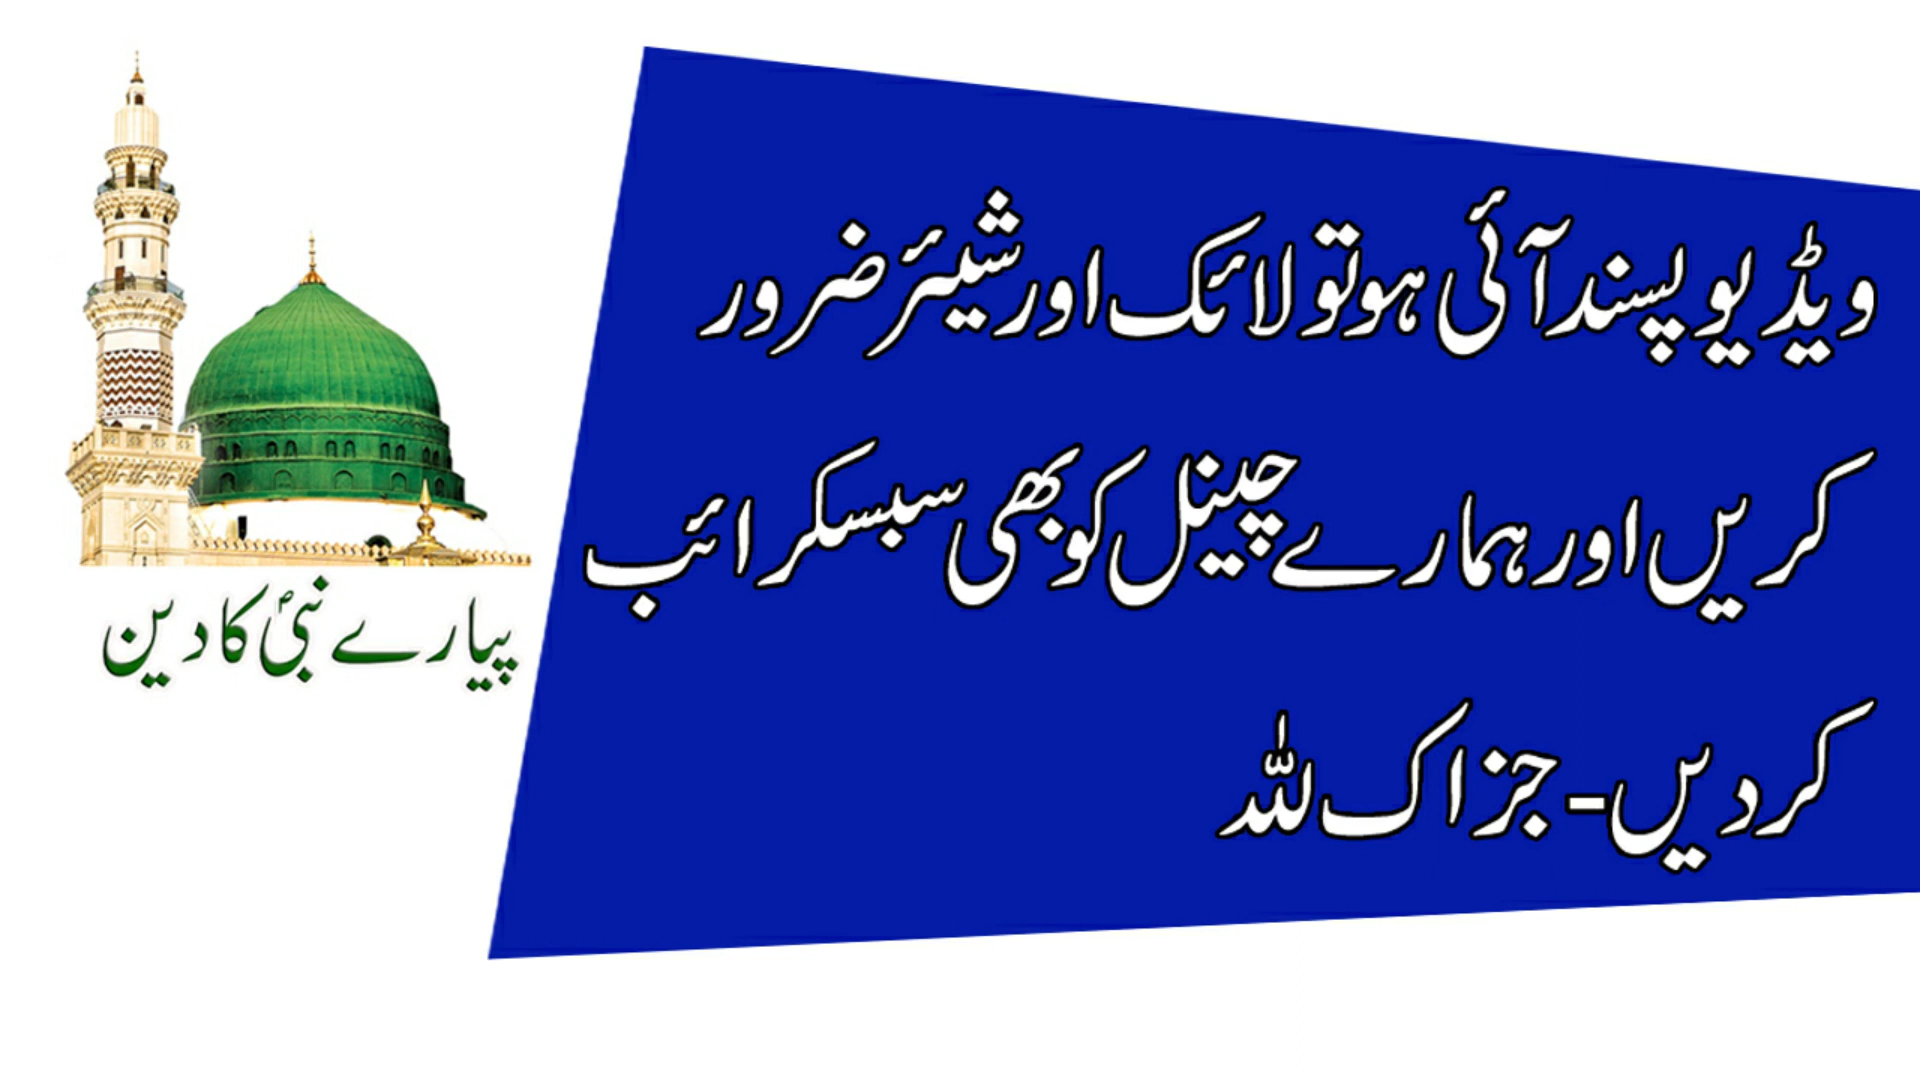 ویڈیو پسند آئی ہو تو لائک اور شیئر ضرور
کریں اور ہمارے چینل کو بھی سبسکرائب
کردیں - جزاک للہ
پیارے نبیؐ کا دین